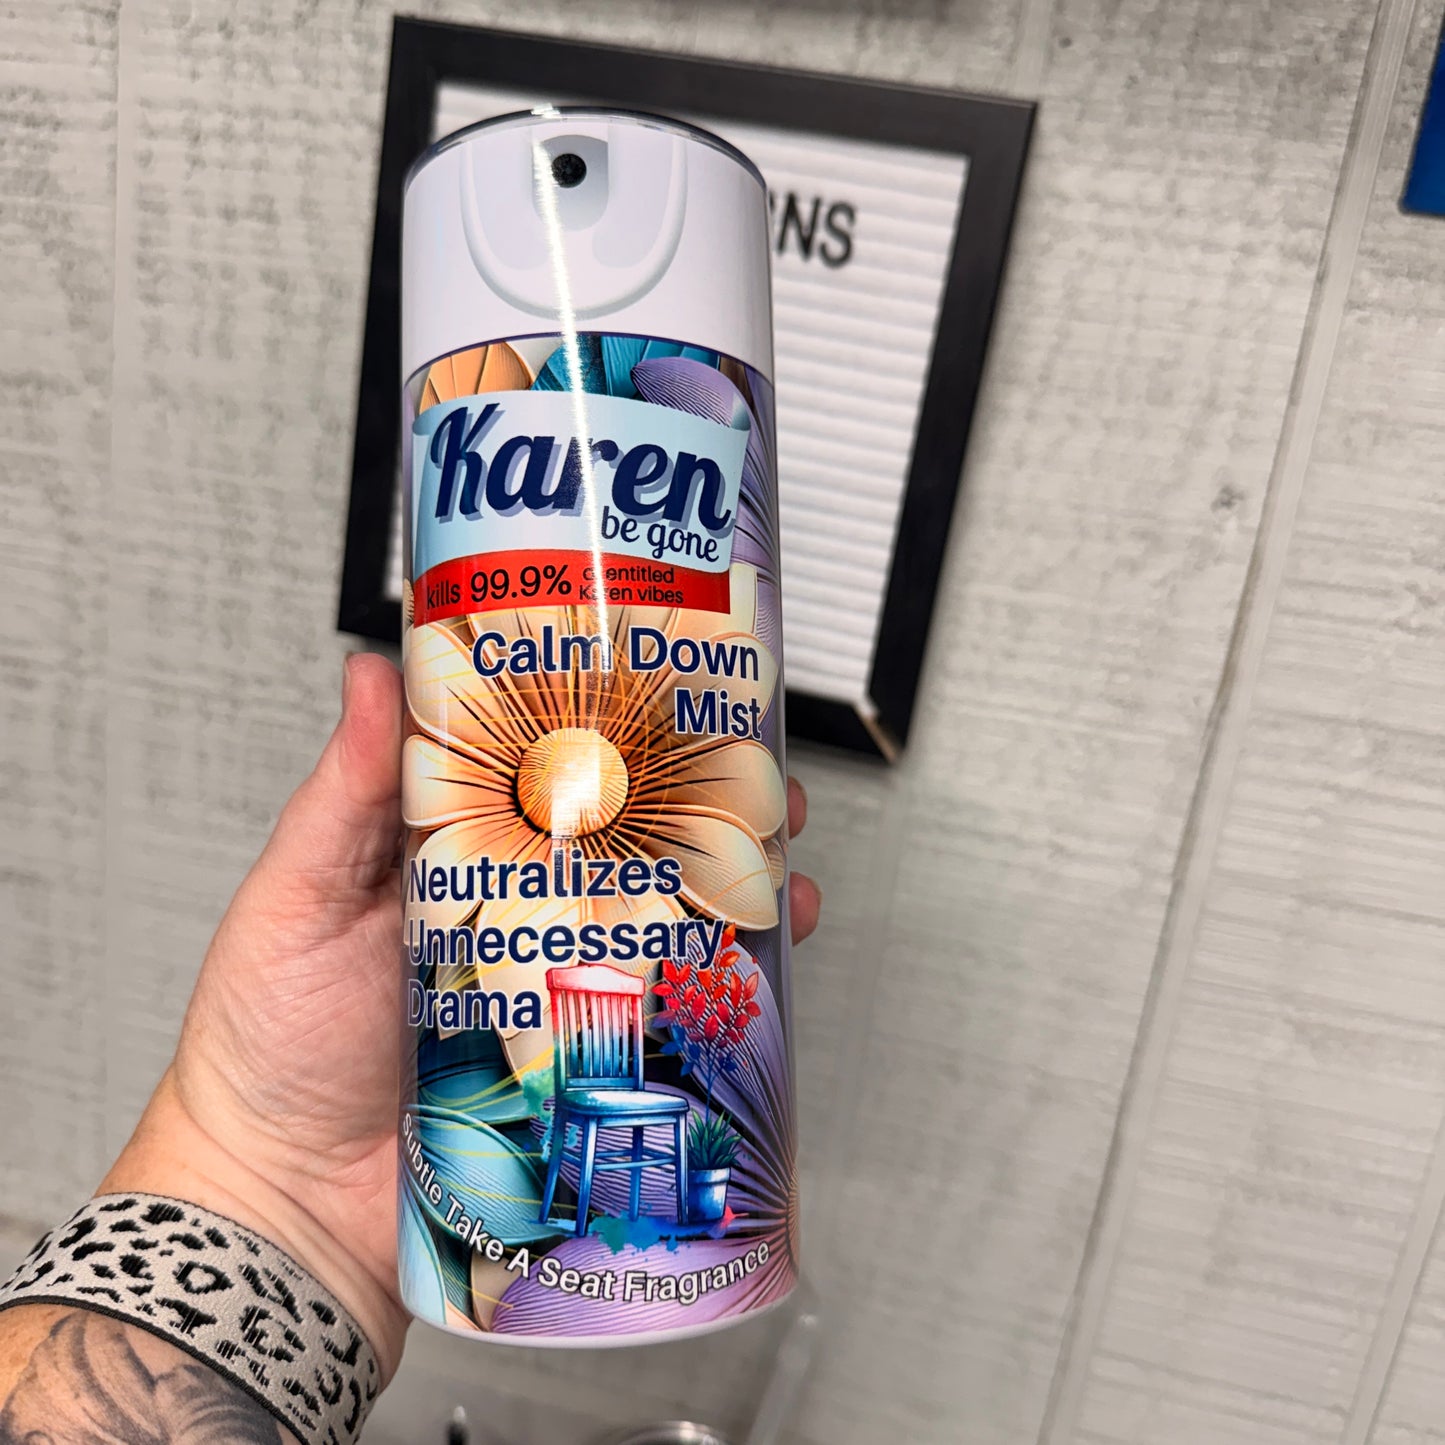 Karen
be gone
kills 99.9% of entitled
Karen vibes
Calm Down
Mist
Neutralizes
Unnecessary
Drama
Subtle Take A Seat Fragrance